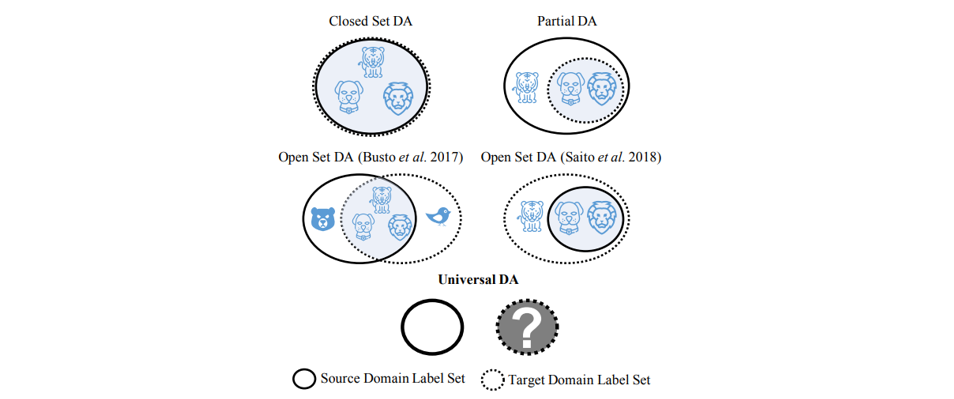 Closed Set DA
Partial DA
Open Set DA (Busto et al. 2017)
Open Set DA (Saito et al. 2018)
Universal DA
?
Source Domain Label Set
Target Domain Label Set